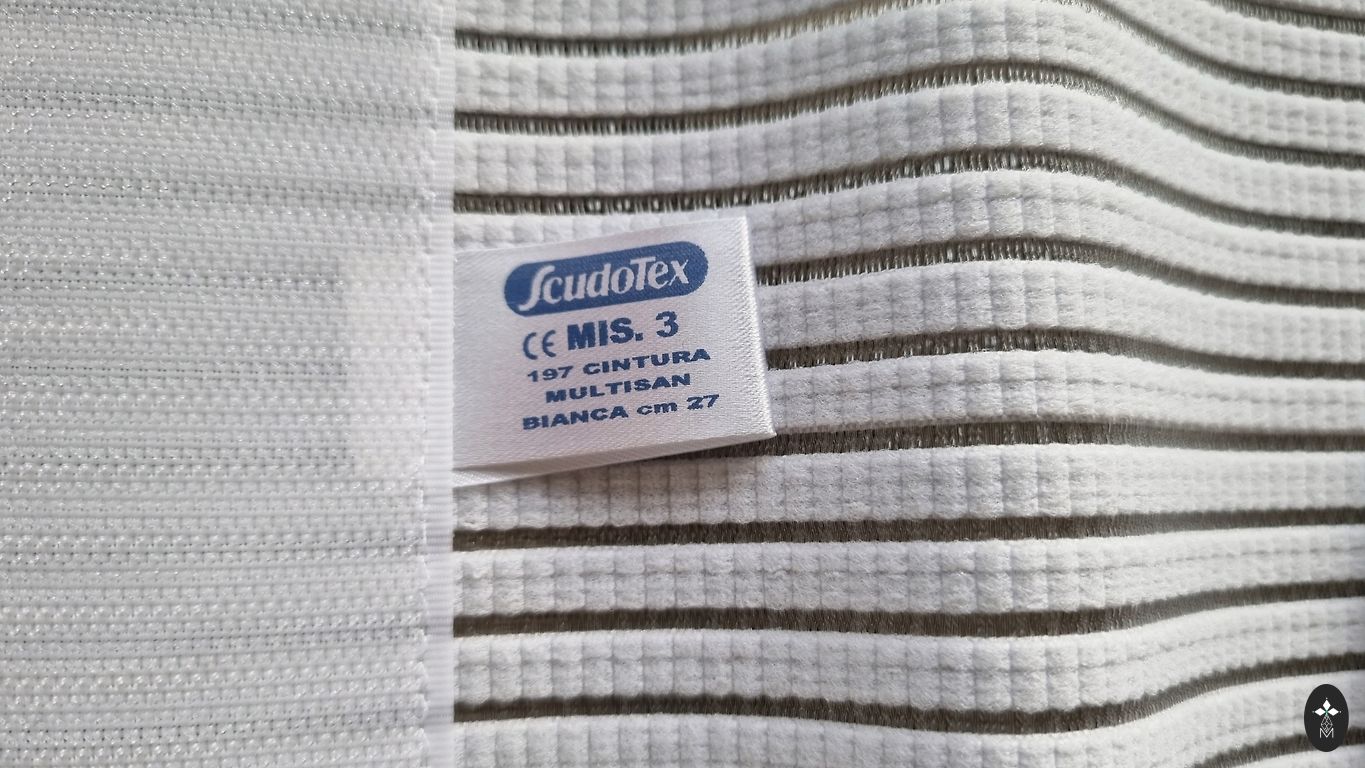 ScudoTex
CE MIS. 3
197 CINTURA
MULTISAN
BIANCA cm 27
M